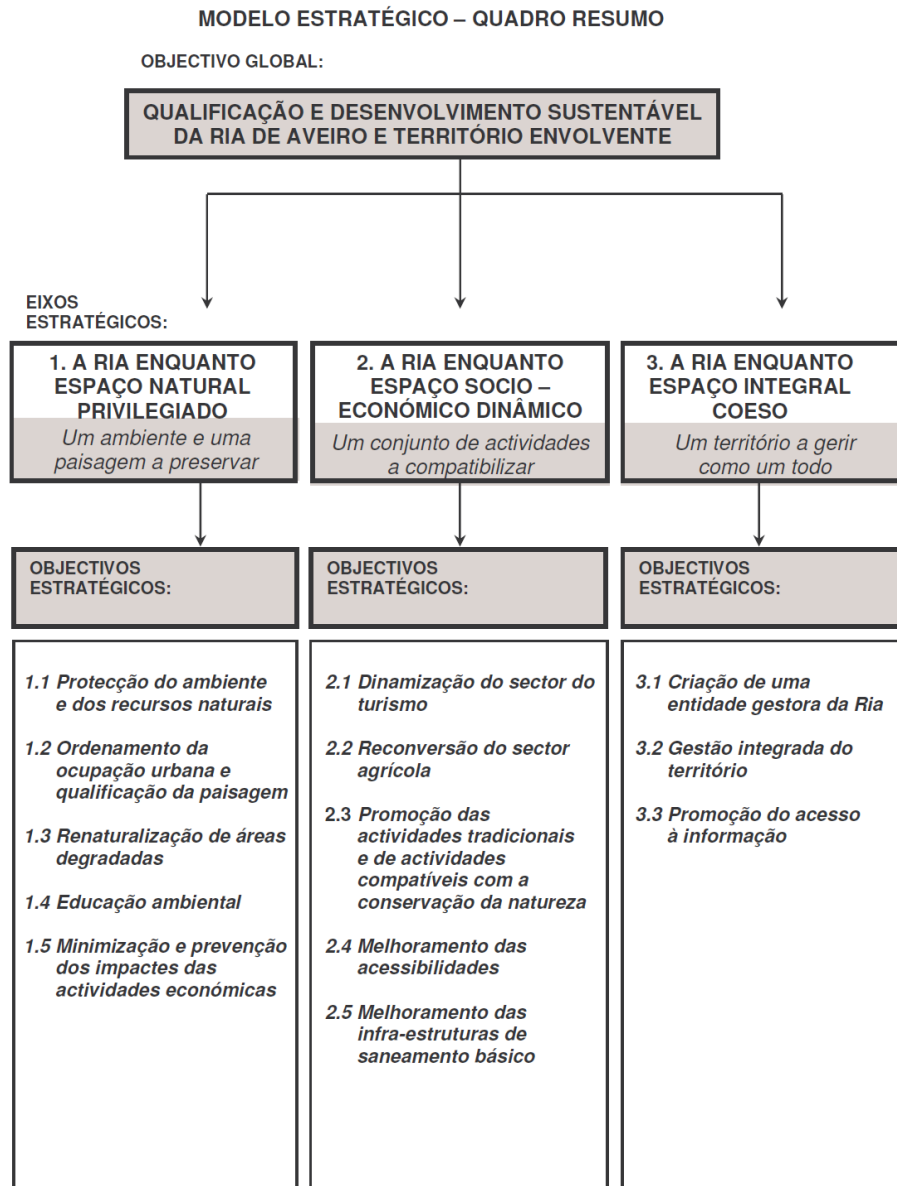 MODELO ESTRATÉGICO – QUADRO RESUMO
OBJECTIVO GLOBAL:
QUALIFICAÇÃO E DESENVOLVIMENTO SUSTENTÁVEL
DA RIA DE AVEIRO E TERRITÓRIO ENVOLVENTE
EIXOS
ESTRATÉGICOS:
1. A RIA ENQUANTO
ESPAÇO NATURAL
PRIVILEGIADO
Um ambiente e uma
paisagem a preservar
2. A RIA ENQUANTO
ESPAÇO SOCIO –
ECONÓMICO DINÂMICO
Um conjunto de actividades
a compatibilizar
3. A RIA ENQUANTO
ESPAÇO INTEGRAL
COESO
Um território a gerir
como um todo
OBJECTIVOS
ESTRATÉGICOS:
1.1 Protecção do ambiente
e dos recursos naturais
1.2 Ordenamento da
ocupação urbana e
qualificação da paisagem
1.3 Renaturalização de áreas
degradadas
1.4 Educação ambiental
1.5 Minimização e prevenção
dos impactes das
actividades económicas
OBJECTIVOS
ESTRATÉGICOS:
2.1 Dinamização do sector do
turismo
2.2 Reconversão do sector
agrícola
2.3 Promoção das
actividades tradicionais
e de actividades
compatíveis com a
conservação da natureza
2.4 Melhoramento das
acessibilidades
2.5 Melhoramento das
infra-estruturas de
saneamento básico
OBJECTIVOS
ESTRATÉGICOS:
3.1 Criação de uma
entidade gestora da Ria
3.2 Gestão integrada do
território
3.3 Promoção do acesso
à informação